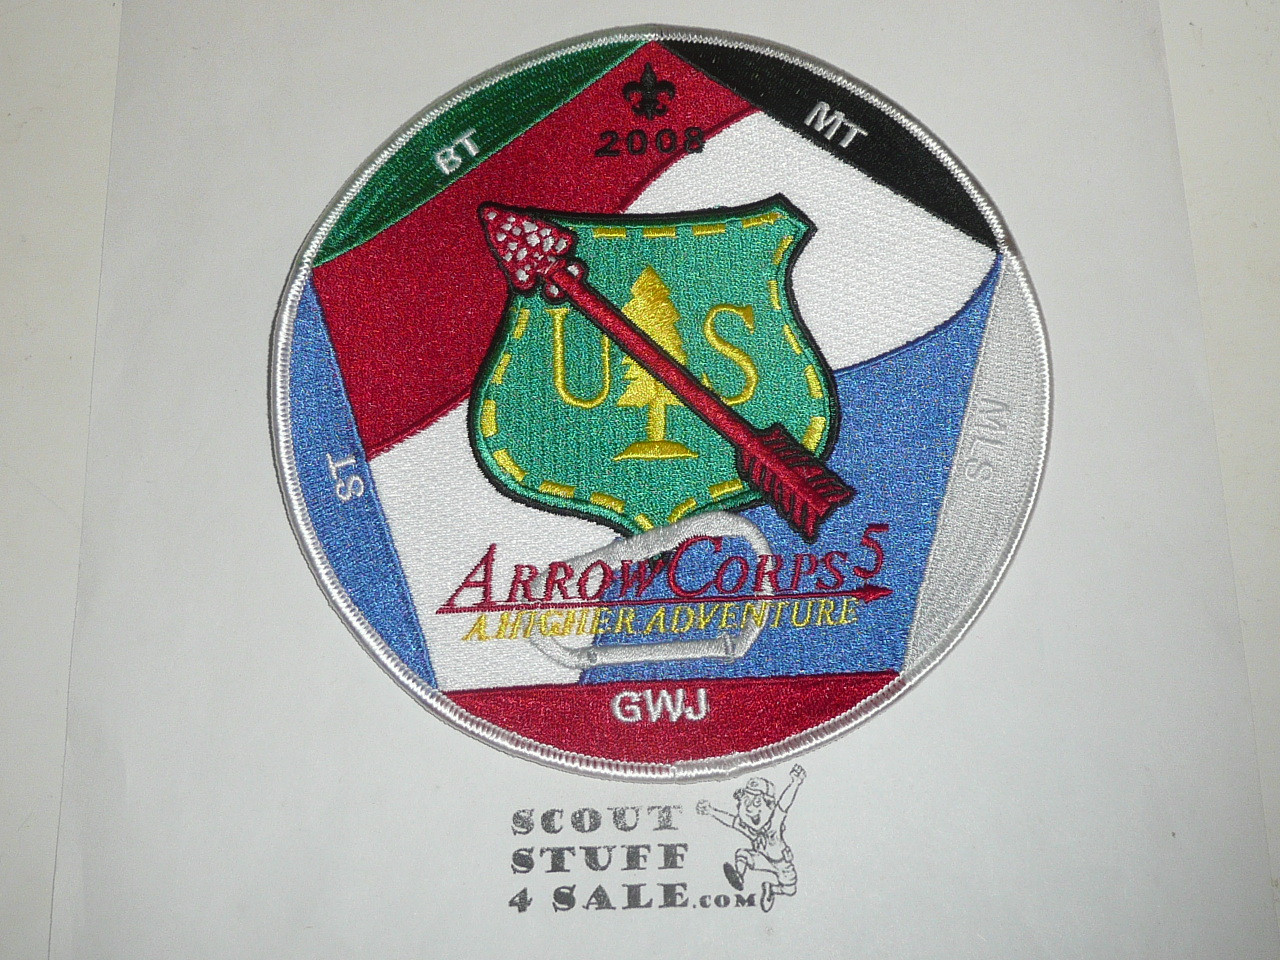 BT
MT
2008
U S
ST
MLS
ARROWCORPS5
A HIGHER ADVENTURE
GWJ
SCOUT
STUFF
4 SALE.COM